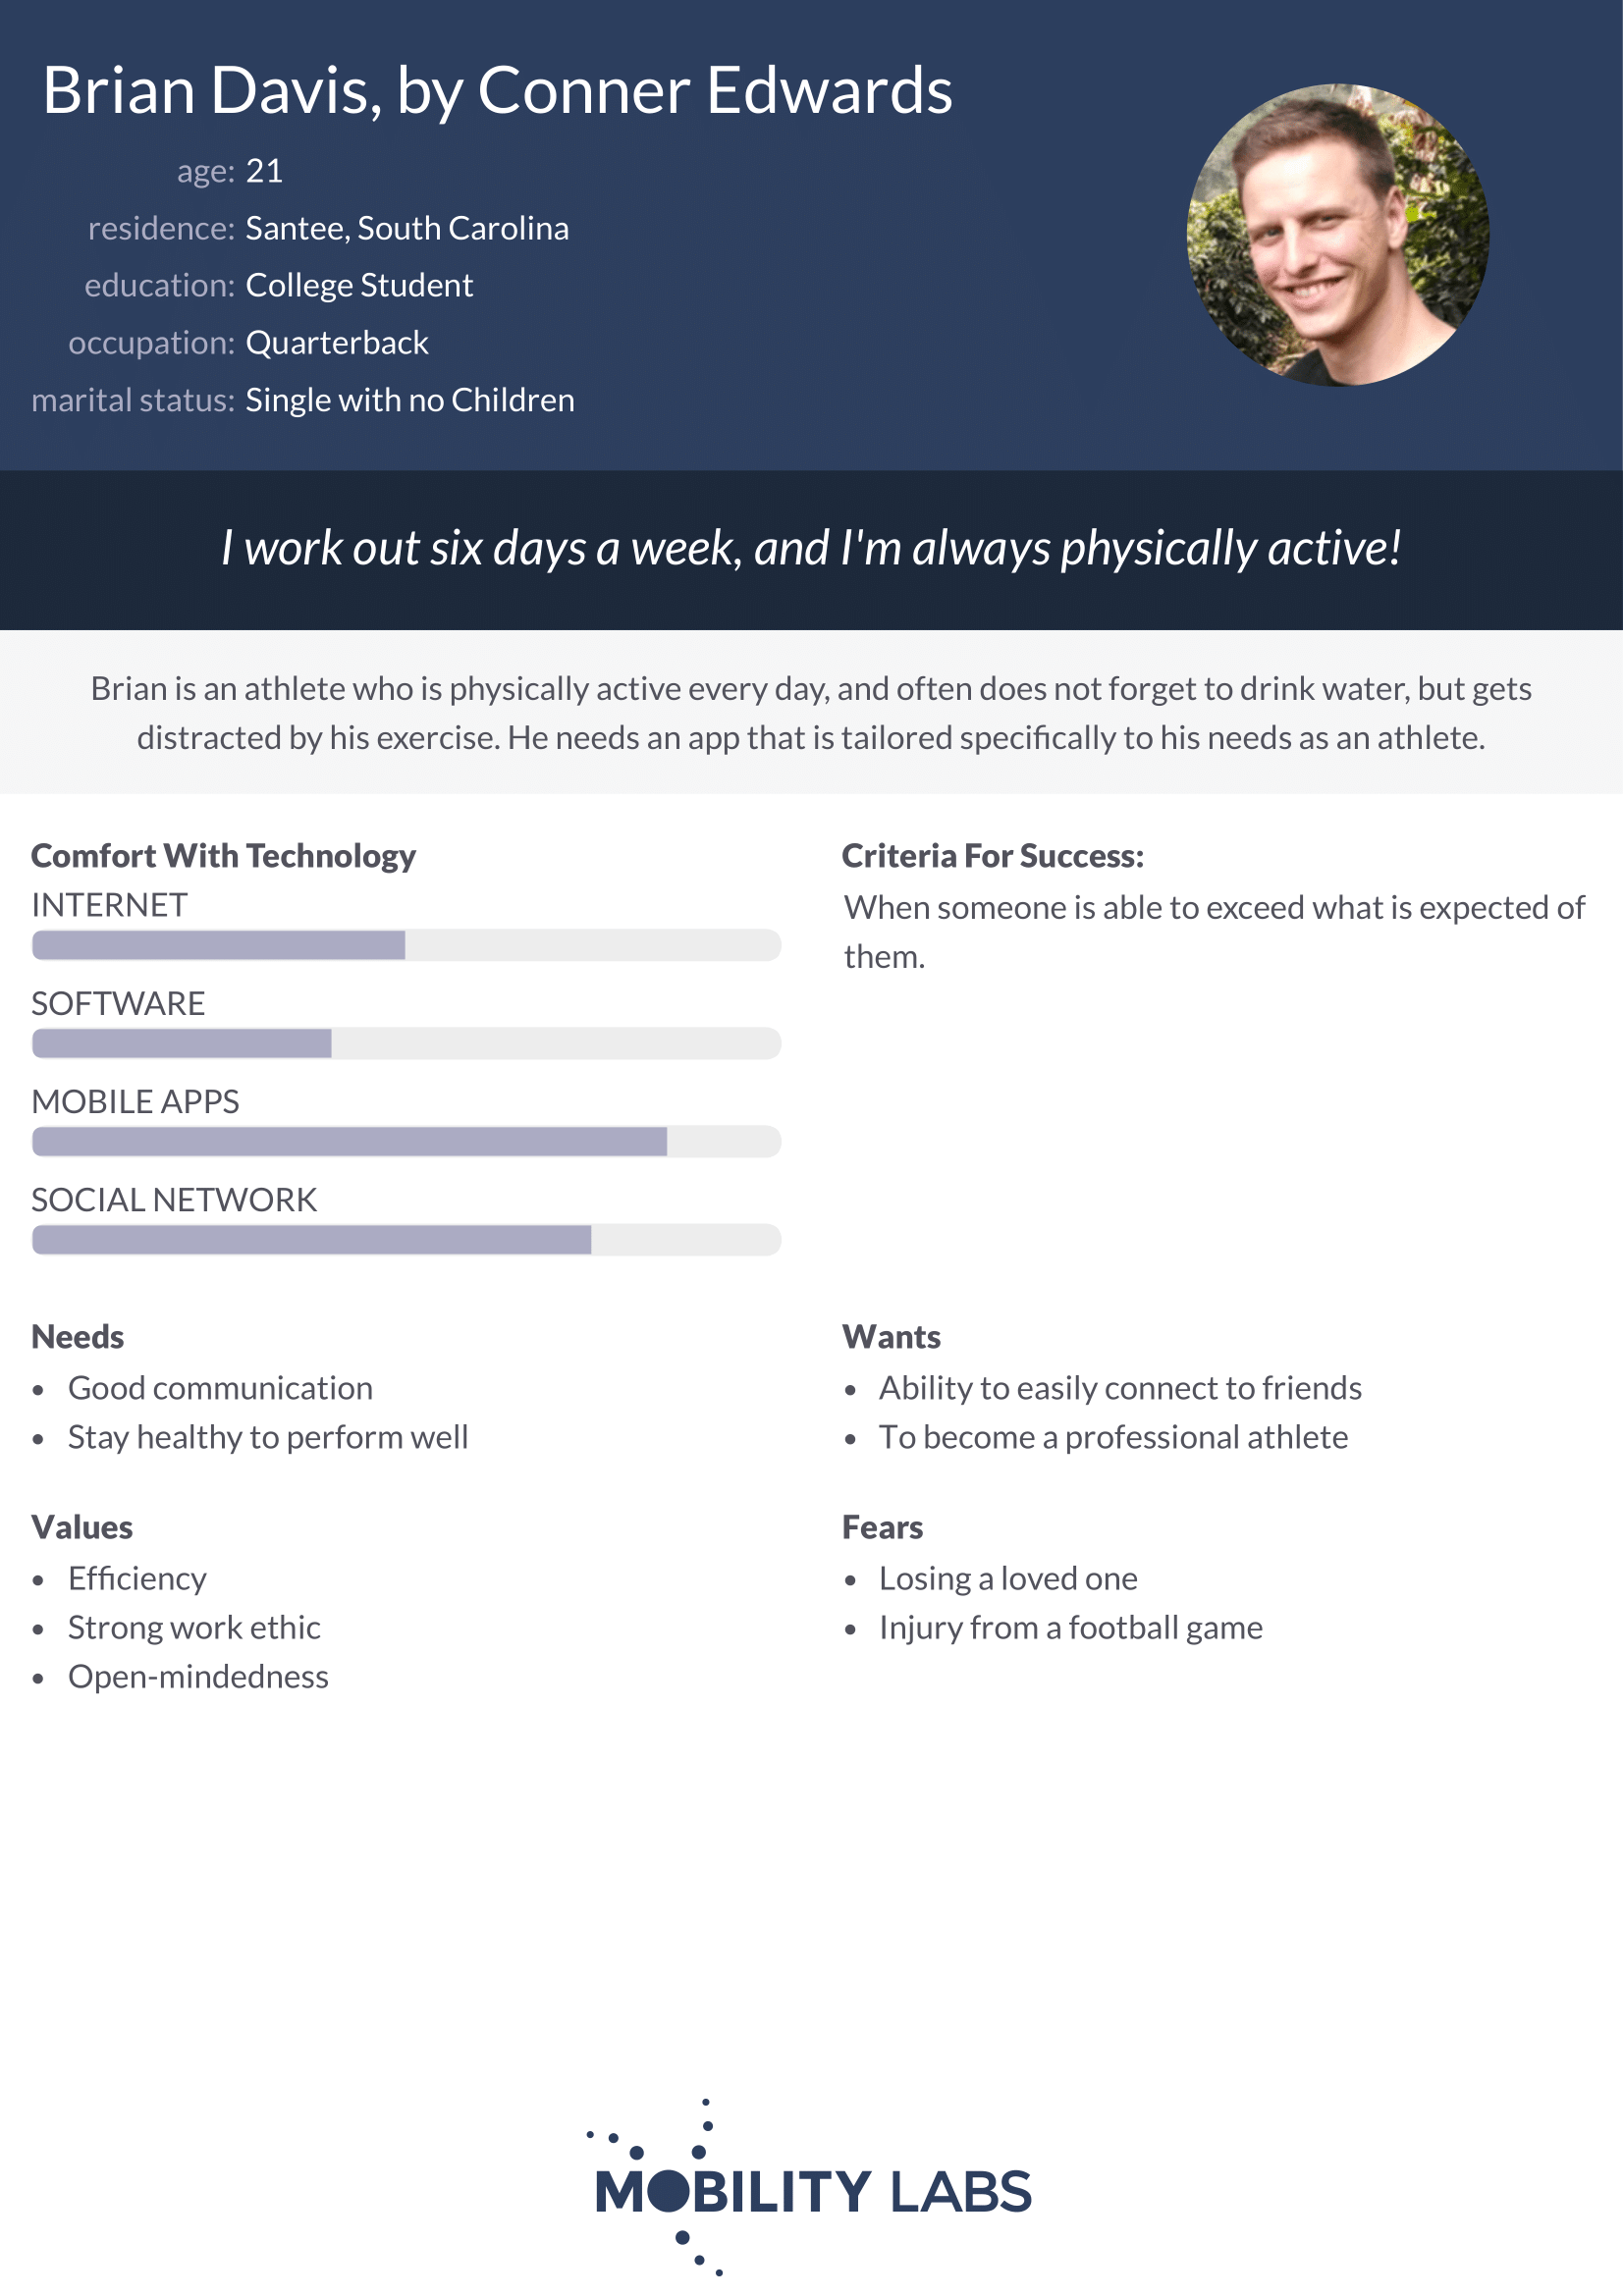 Brian Davis, by Conner Edwards
age: 21
residence: Santee, South Carolina
education: College Student
occupation: Quarterback
marital status: Single with no Children
I work out six days a week, and I'm always physically active!
Brian is an athlete who is physically active every day, and often does not forget to drink water, but gets
distracted by his exercise. He needs an app that is tailored specifically to his needs as an athlete.
Comfort With Technology
INTERNET
SOFTWARE
MOBILE APPS
SOCIAL NETWORK
Criteria For Success:
When someone is able to exceed what is expected of
them.
Needs
• Good communication
• Stay healthy to perform well
Wants
• Ability to easily connect to friends
• To become a professional athlete
Values
• Efficiency
• Strong work ethic
• Open-mindedness
Fears
• Losing a loved one
• Injury from a football game
MOBILITY LABS